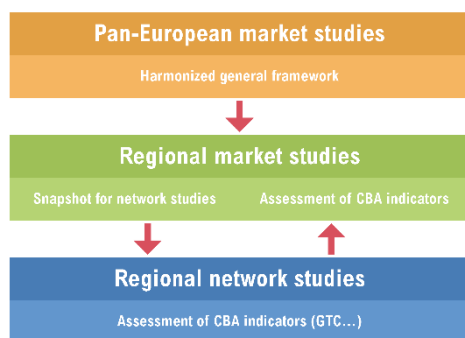 Pan-European market studies
Harmonized general framework
Regional market studies
Snapshot for network studies
Assessment of CBA indicators
Regional network studies
Assessment of CBA indicators (GTC...)